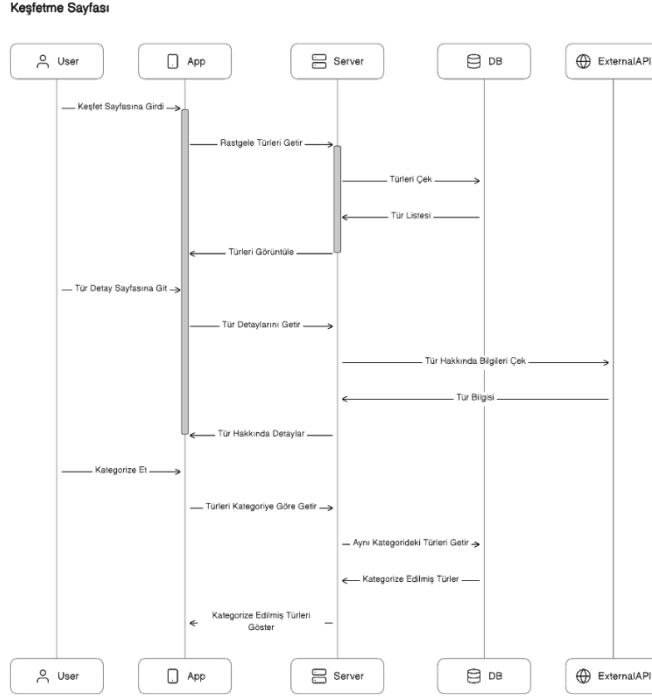 Keşfetme Sayfası
User
App
Server
DB
ExternalAPI
Keşfet Sayfasına Girdi
Rastgele Türleri Getir
Türleri Çek
Tür Listesi
Türleri Görüntüle
Tür Detay Sayfasına Git
Tür Detaylarını Getir
Tür Hakkında Bilgileri Çek
Tür Bilgisi
Tür Hakkında Detaylar
Kategorize Et
Türleri Kategoriye Göre Getir
Aynı Kategorideki Türleri Getir
Kategorize Edilmiş Türler
Kategorize Edilmiş Türleri
Göster
User
App
Server
DB
ExternalAPI